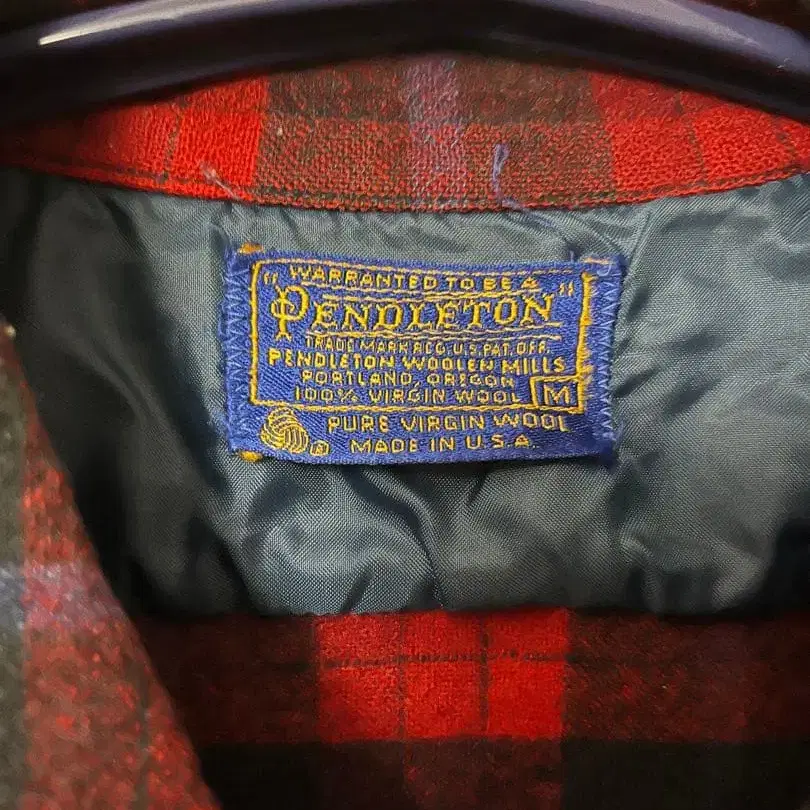 "WARRANTED TO BE A
PENDLETON"
TRADE MARK REG. U.S. PAT. OFF.
PENDLETON WOOLEN MILLS
PORTLAND, OREGON
100% VIRGIN WOOL M
PURE VIRGIN WOOL
R MADE IN U.S.A.